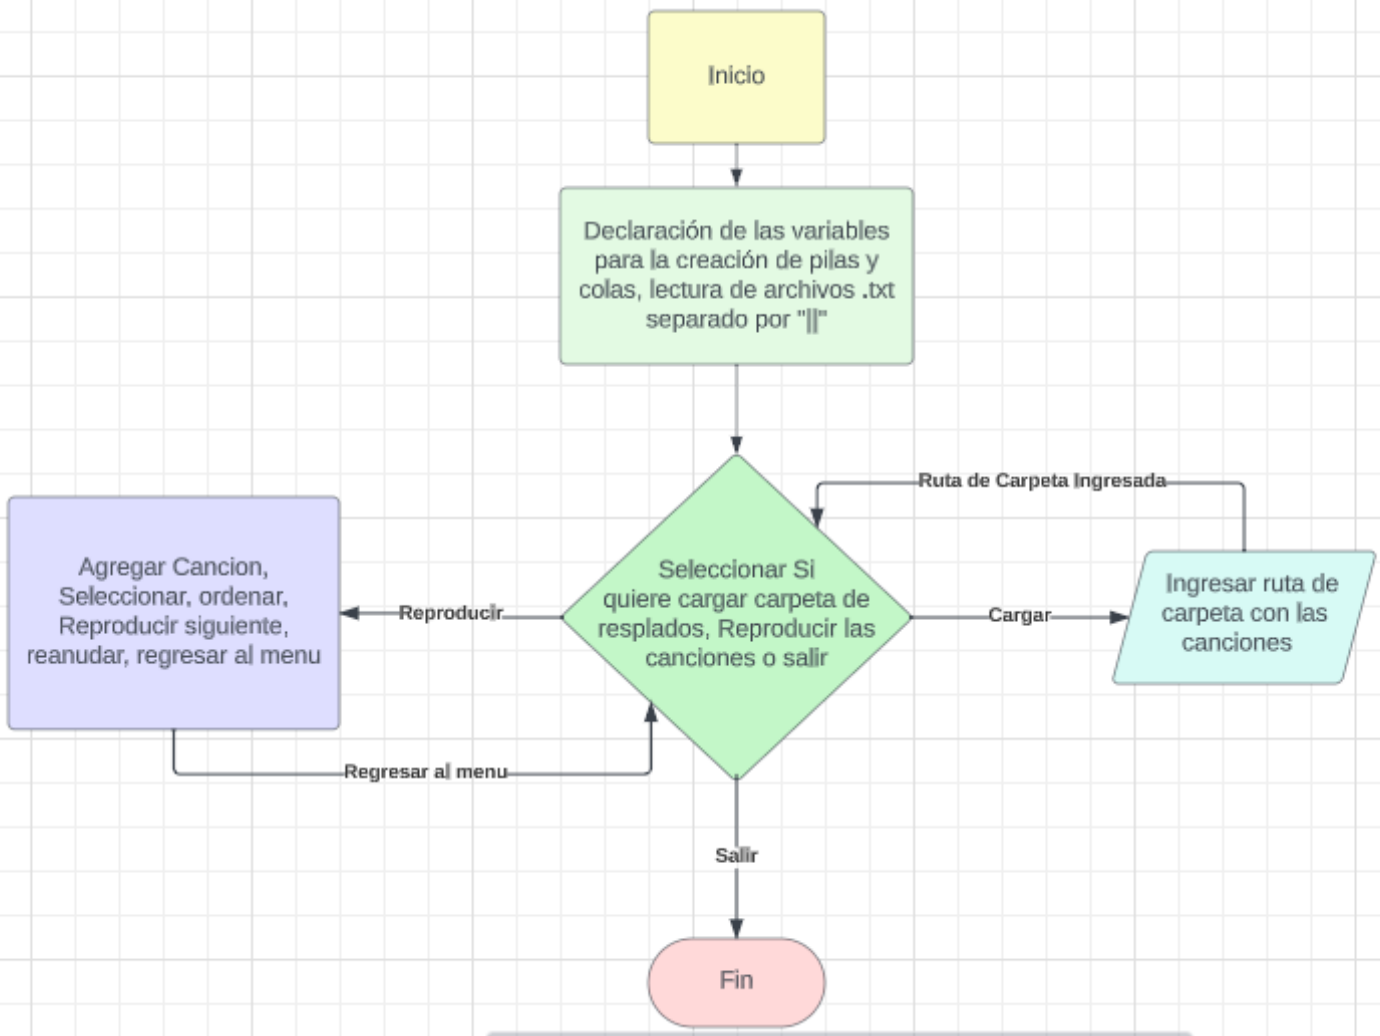 Inicio
Declaración de las variables
para la creación de pilas y
colas, lectura de archivos .txt
separado por "||"
Ruta de Carpeta Ingresada
Agregar Cancion,
Seleccionar, ordenar,
Reproducir siguiente,
reanudar, regresar al menu
Reproducir
Seleccionar Si
quiere cargar carpeta de
resplados, Reproducir las
canciones o salir
Cargar
Ingresar ruta de
carpeta con las
canciones
Regresar al menu
Salir
Fin